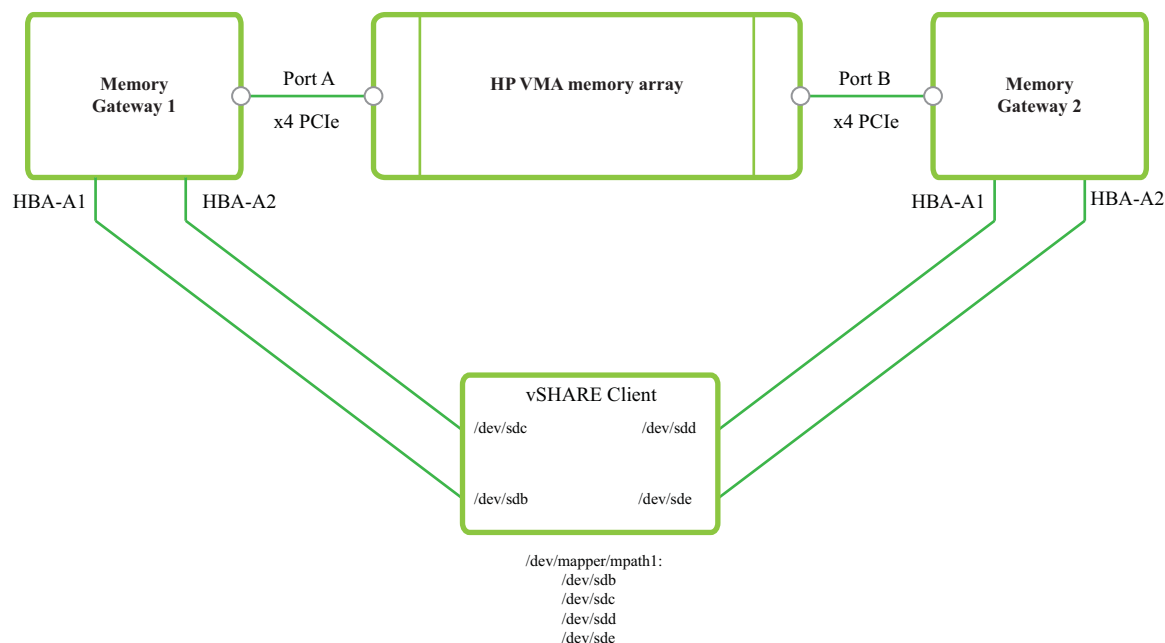 Memory
Gateway 1
Port A
x4 PCIe
HP VMA memory array
Port B
x4 PCIe
Memory
Gateway 2
HBA-A1
HBA-A2
HBA-A1
HBA-A2
vSHARE Client
/dev/sdc
/dev/sdd
/dev/sdb
/dev/sde
/dev/mapper/mpath1:
/dev/sdb
/dev/sdc
/dev/sdd
/dev/sde